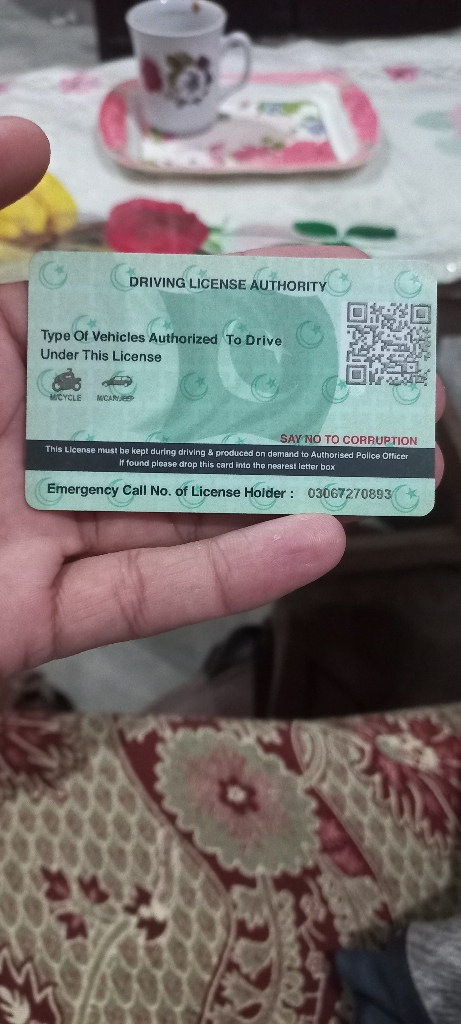 DRIVING LICENSE AUTHORITY
Type Of Vehicles Authorized To Drive
Under This License
M/CYCLE M/CAR/JEEP
SAY NO TO CORRUPTION
This License must be kept during driving & produced on demand to Authorised Police Officer
If found please drop this card into the nearest letter box
Emergency Call No. of License Holder : 03067270893